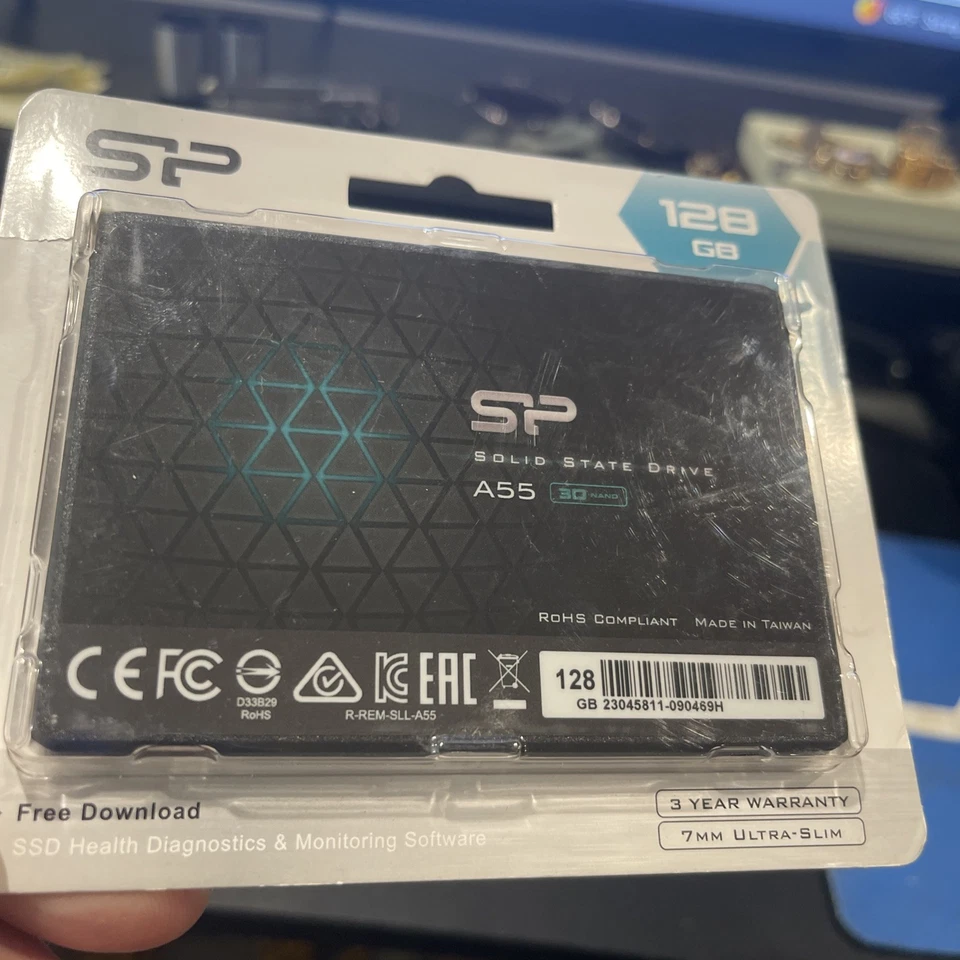 SP
128
GB
SP
SOLID STATE DRIVE
A55 3D NAND
ROHS COMPLIANT MADE IN TAIWAN
CE FC D33B29 RoHS R-REM-SLL-A55 EAC
128
GB 23045811-090469H
Free Download
SSD Health Diagnostics & Monitoring Software
3 YEAR WARRANTY
7MM ULTRA-SLIM